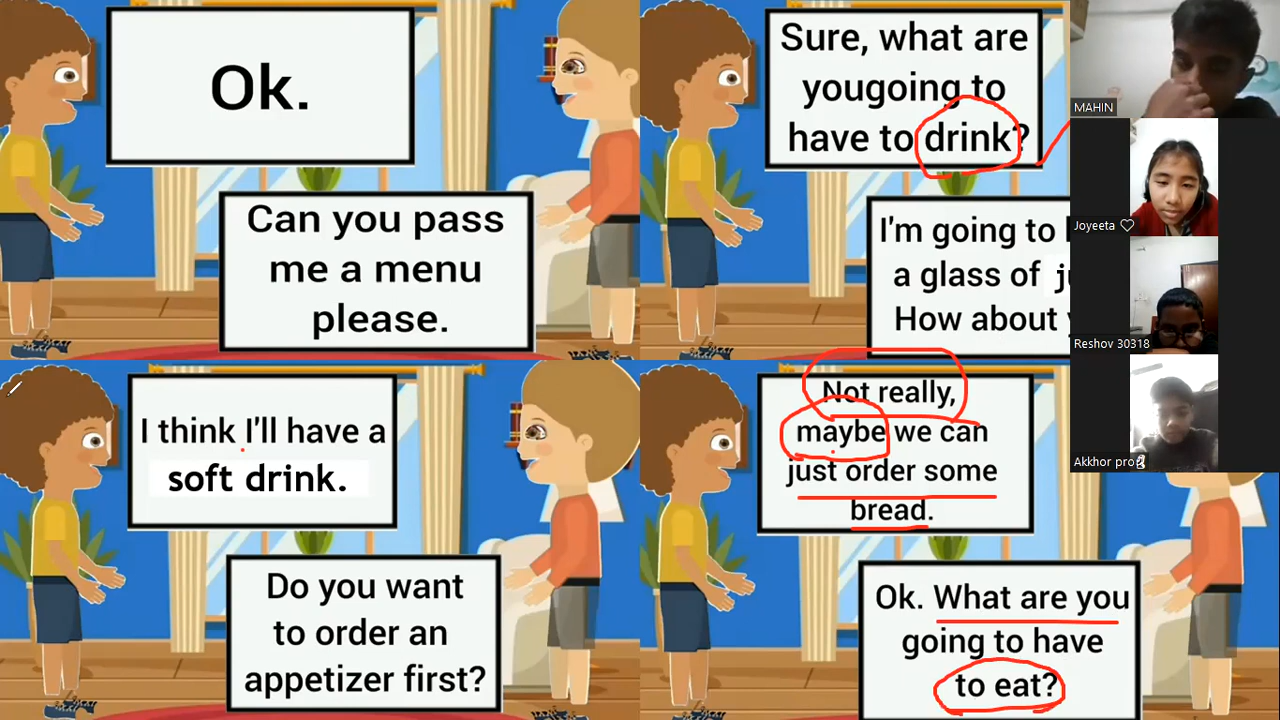 Ok.
Can you pass
me a menu
please.
Sure, what are
yougoing to
have to drink?
I'm going to
a glass of
How about
I think I'll have a
soft drink.
Do you want
to order an
appetizer first?
Not really,
maybe we can
just order some
bread.
Ok. What are you
going to have
to eat?
MAHIN
Joyeeta ♡
Reshov 30318
Akkhor